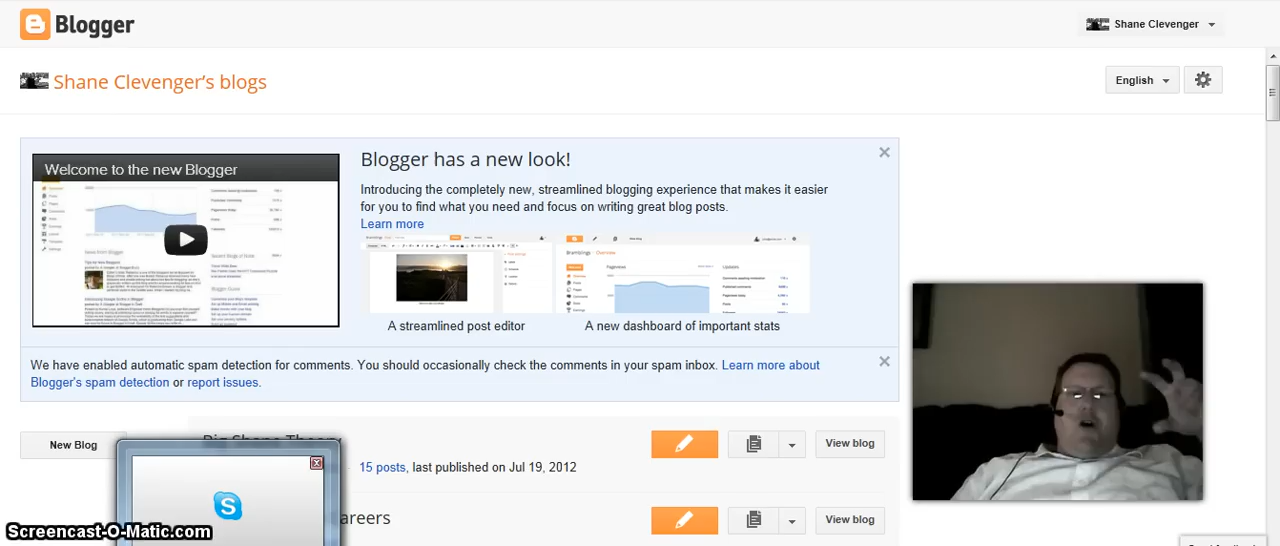 Blogger
Shane Clevenger
Shane Clevenger's blogs
English
Welcome to the new Blogger
Blogger has a new look!
Introducing the completely new, streamlined blogging experience that makes it easier
for you to find what you need and focus on writing great blog posts.
Learn more
A streamlined post editor
A new dashboard of important stats
We have enabled automatic spam detection for comments. You should occasionally check the comments in your spam inbox. Learn more about
Blogger's spam detection or report issues.
New Blog
Big Shane Theory
View blog
15 posts, last published on Jul 19, 2012
areers
View blog
Screencast-O-Matic.com